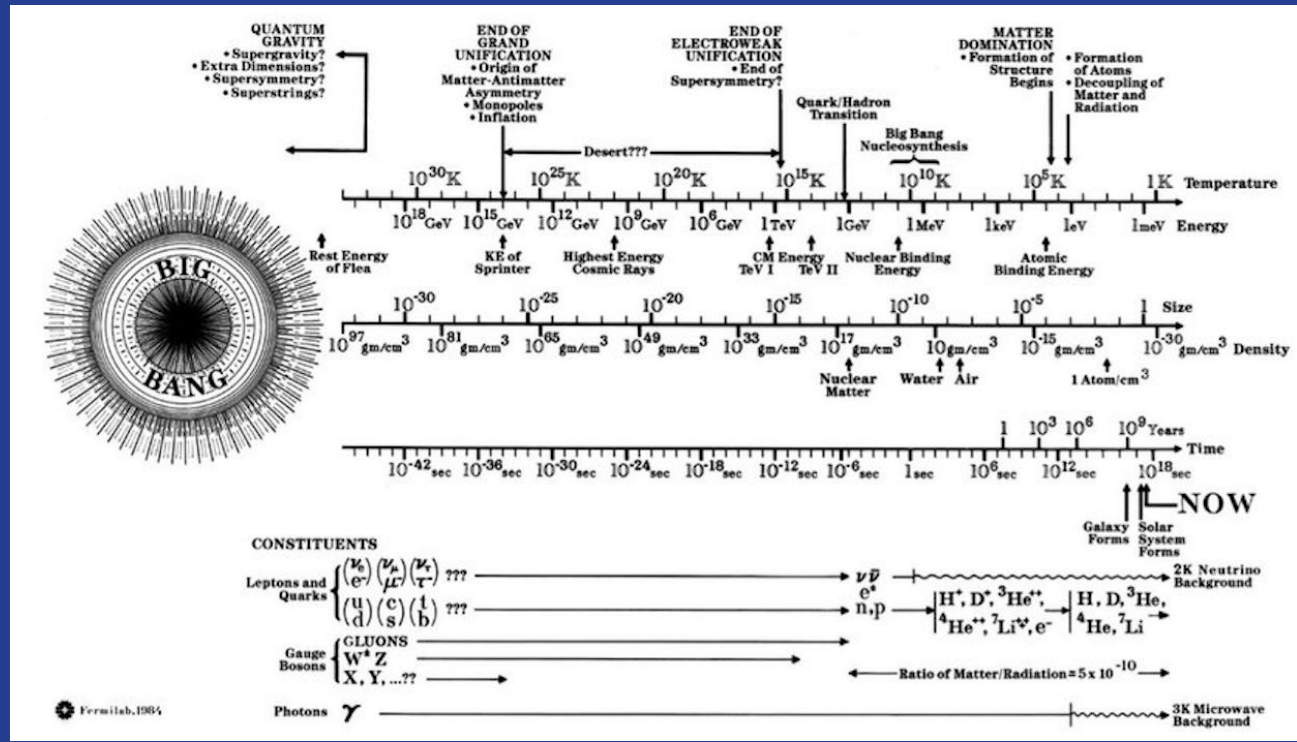 QUANTUM
GRAVITY
• Supergravity?
• Extra Dimensions?
• Supersymmetry?
• Superstrings?
END OF
GRAND
UNIFICATION
• Origin of
Matter-Antimatter
Asymmetry
• Monopoles
• Inflation
END OF
ELECTROWEAK
UNIFICATION
• End of
Supersymmetry?
Quark/Hadron
Transition
Big Bang
Nucleosynthesis
MATTER
DOMINATION
• Formation of
Structure
Begins
• Formation
of Atoms
• Decoupling of
Matter and
Radiation
Desert???
10³⁰K 10²⁵K 10²⁰K 10¹⁵K 10¹⁰K 10⁵K 1K Temperature
10¹⁸GeV 10¹⁵GeV 10¹²GeV 10⁹GeV 10⁶GeV 1TeV 1GeV 1MeV 1keV 1eV 1meV Energy
Rest Energy
of Flea
KE of
Sprinter
Highest Energy
Cosmic Rays
CM Energy
TeV I TeV II
Nuclear Binding
Energy
Atomic
Binding Energy
BIG
BANG
10⁻³⁰ 10⁻²⁵ 10⁻²⁰ 10⁻¹⁵ 10⁻¹⁰ 10⁻⁵ 1 Size
10⁹⁷gm/cm³ 10⁸¹gm/cm³ 10⁶⁵gm/cm³ 10⁴⁹gm/cm³ 10³³gm/cm³ 10¹⁷gm/cm³ 10gm/cm³ 10⁻¹⁵gm/cm³ 10⁻³⁰gm/cm³ Density
Nuclear
Matter
Water Air
1 Atom/cm³
1 10³ 10⁶ 10⁹ Years
Time
10⁻⁴²sec 10⁻³⁶sec 10⁻³⁰sec 10⁻²⁴sec 10⁻¹⁸sec 10⁻¹²sec 10⁻⁶sec 1sec 10⁶sec 10¹²sec 10¹⁸sec
NOW
Galaxy
Forms
Solar
System
Forms
CONSTITUENTS
Leptons and
Quarks
(νe e⁻) (νμ μ⁻) (ντ τ⁻) ???
(u d) (c s) (t b) ???
νν̄
e±
n,p
2K Neutrino
Background
H⁺, D⁺, ³He⁺⁺,
⁴He⁺⁺, ⁷Li⁺⁺⁺, e⁻
H, D, ³He,
⁴He, ⁷Li
Gauge
Bosons
GLUONS
W± Z
X, Y, ...??
Ratio of Matter/Radiation = 5 x 10⁻¹⁰
Photons γ
3K Microwave
Background
Fermilab, 1984